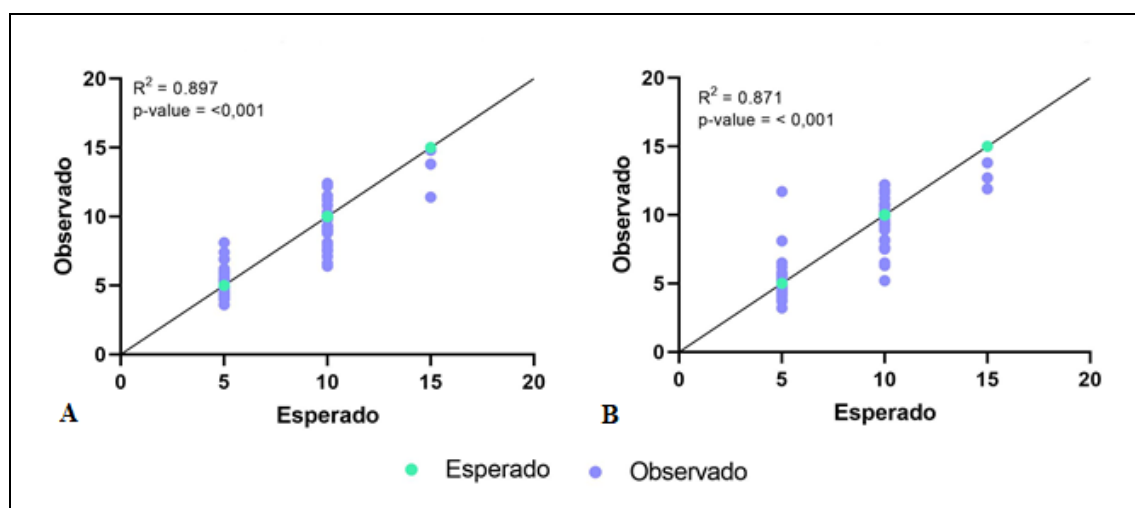 R² = 0.897
p-value = <0,001
20
15
10
5
0
Observado
0 5 10 15 20
A Esperado
R² = 0.871
p-value = < 0,001
20
15
10
5
0
Observado
0 5 10 15 20
B Esperado
Esperado Observado